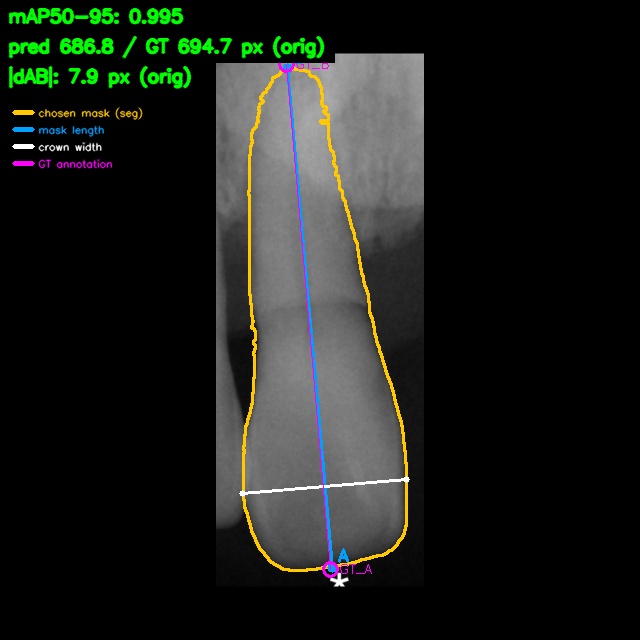 mAP50-95: 0.995
pred 686.8 / GT 694.7 px (orig)
|dAB|: 7.9 px (orig)
chosen mask (seg)
mask length
crown width
GT annotation
GT_B
A
GT_A